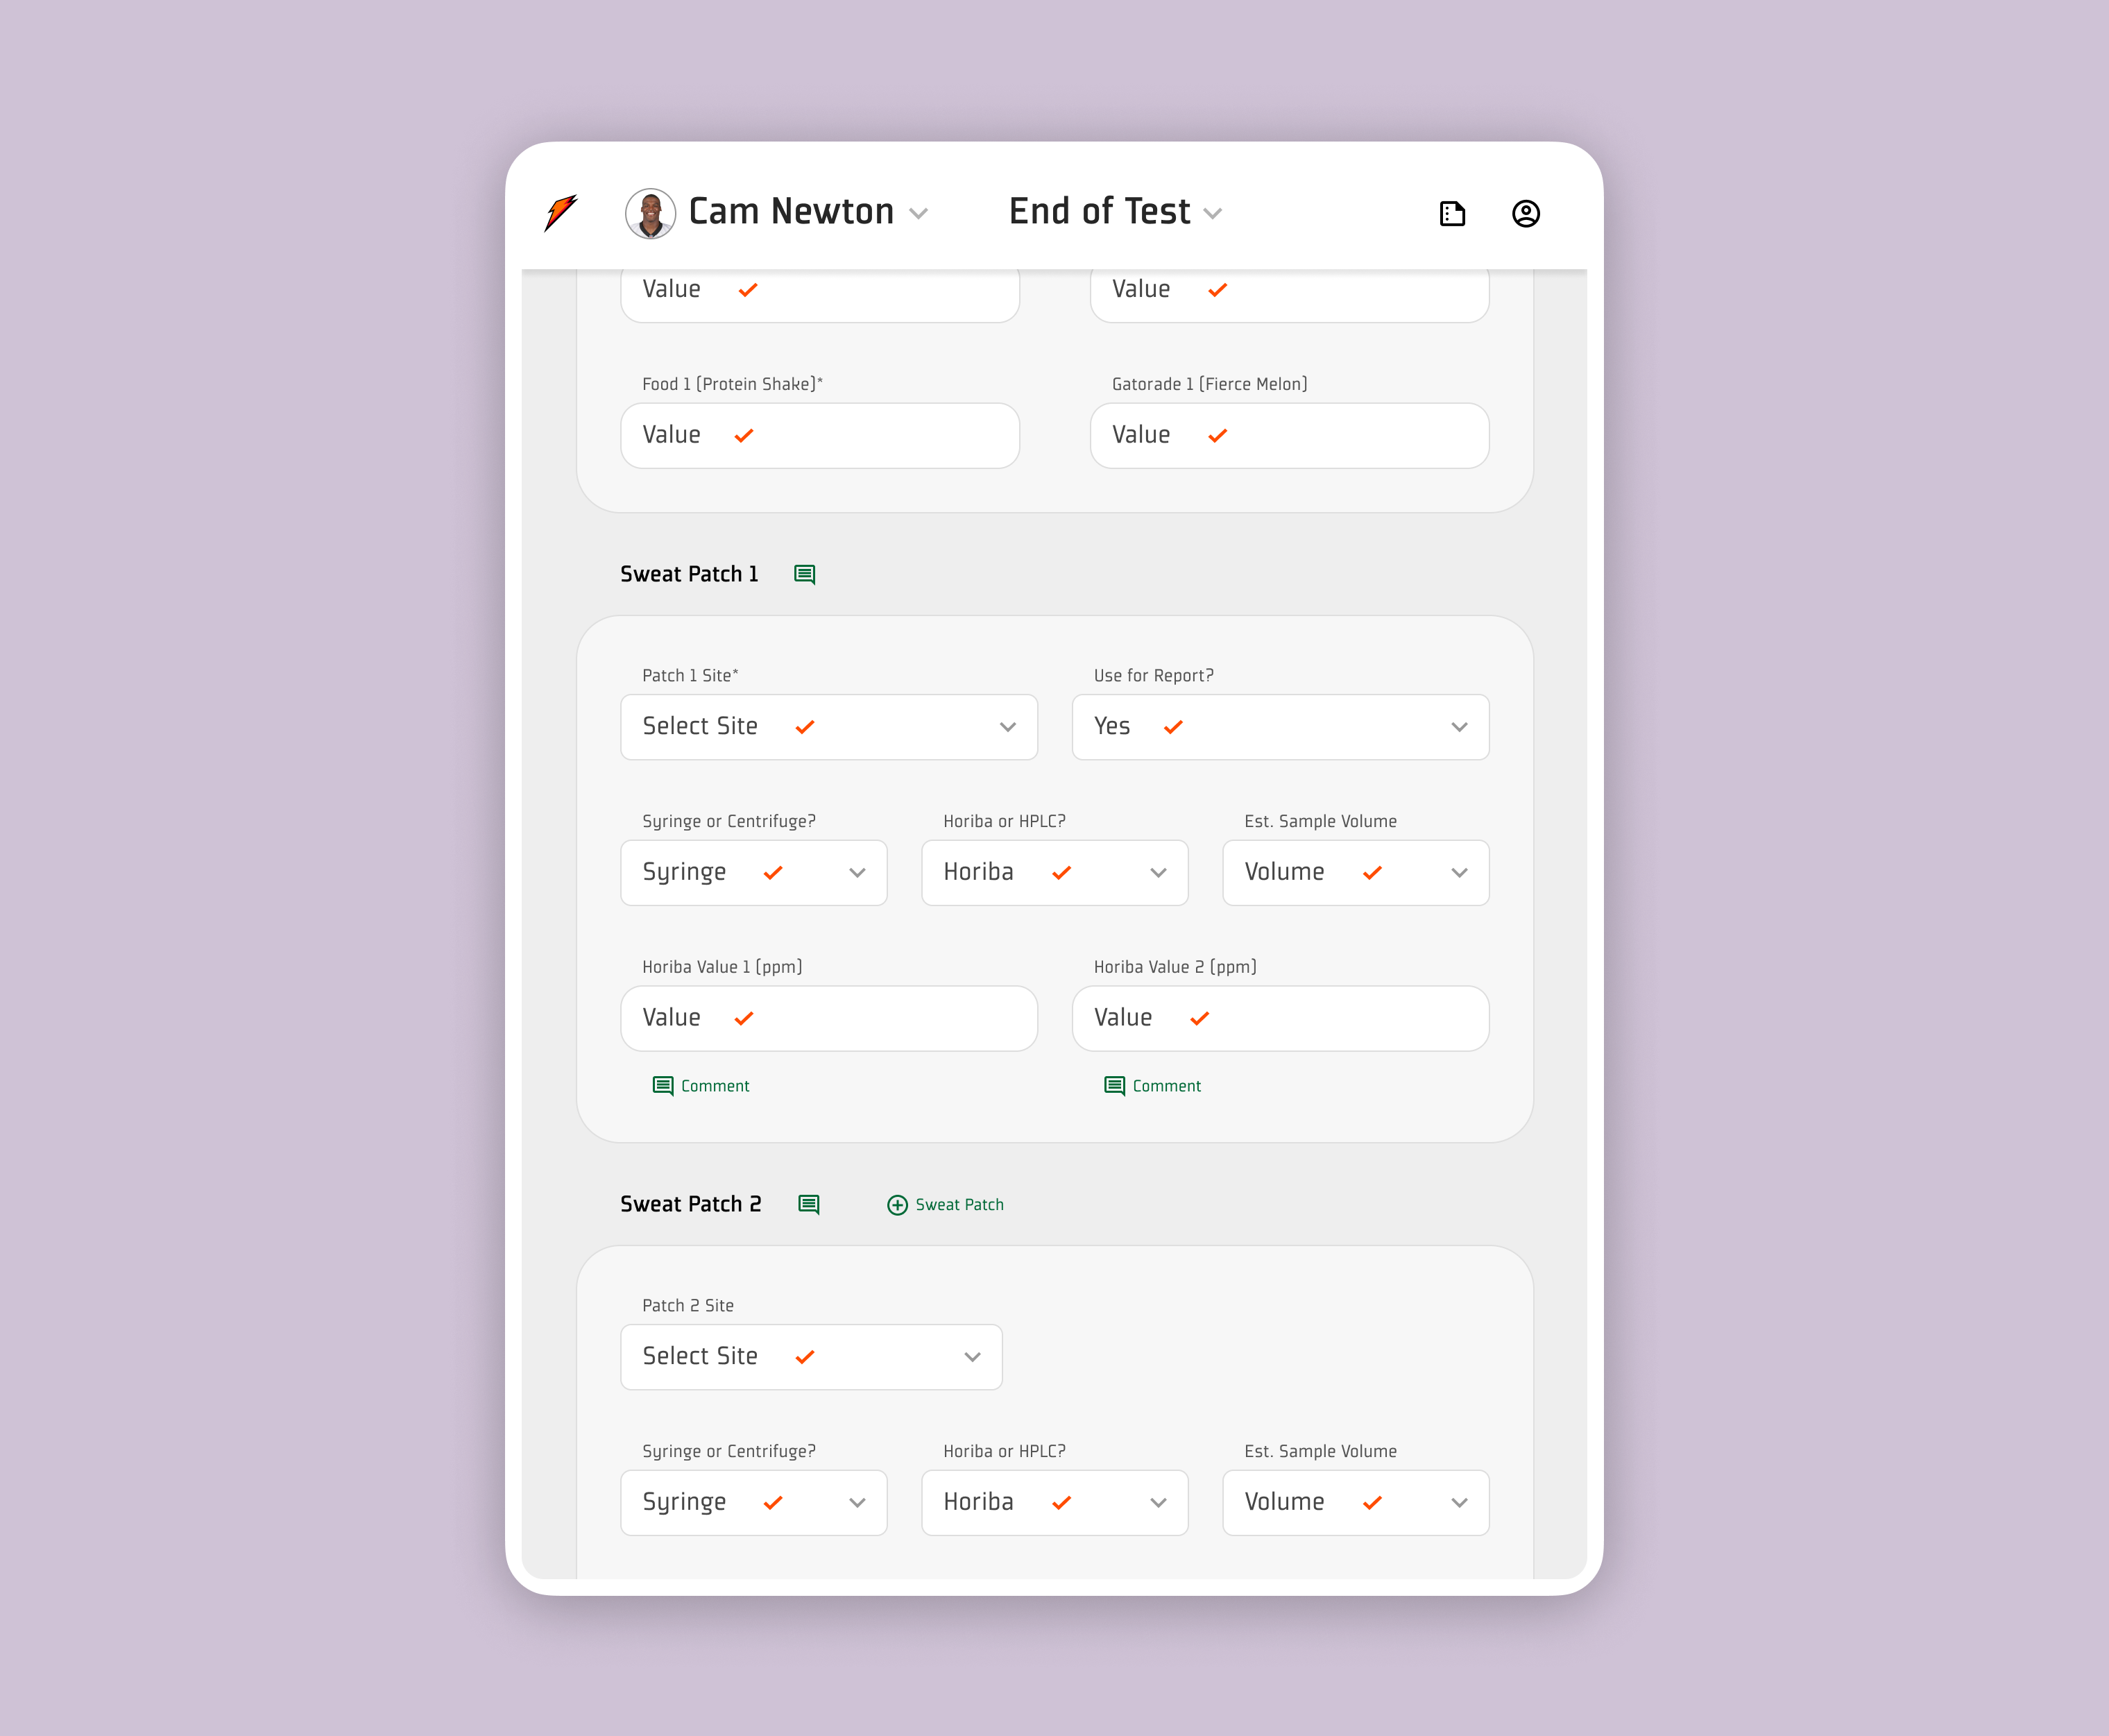 Cam Newton
End of Test
Value
Value
Food 1 (Protein Shake)*
Gatorade 1 (Fierce Melon)
Value
Value
Sweat Patch 1
Patch 1 Site*
Use for Report?
Select Site
Yes
Syringe or Centrifuge?
Horiba or HPLC?
Est. Sample Volume
Syringe
Horiba
Volume
Horiba Value 1 (ppm)
Horiba Value 2 (ppm)
Value
Value
Comment
Comment
Sweat Patch 2
Sweat Patch
Patch 2 Site
Select Site
Syringe or Centrifuge?
Horiba or HPLC?
Est. Sample Volume
Syringe
Horiba
Volume